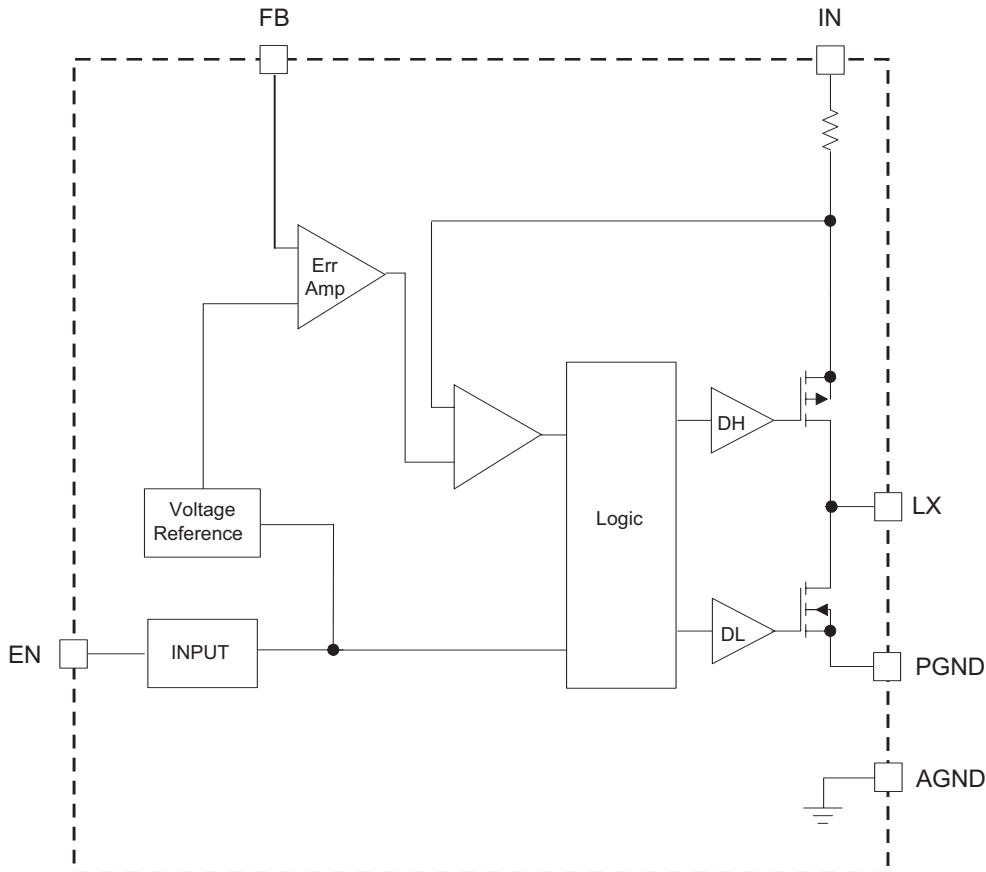 FB
IN
Err
Amp
DH
Voltage
Reference
Logic
LX
EN
INPUT
DL
PGND
AGND